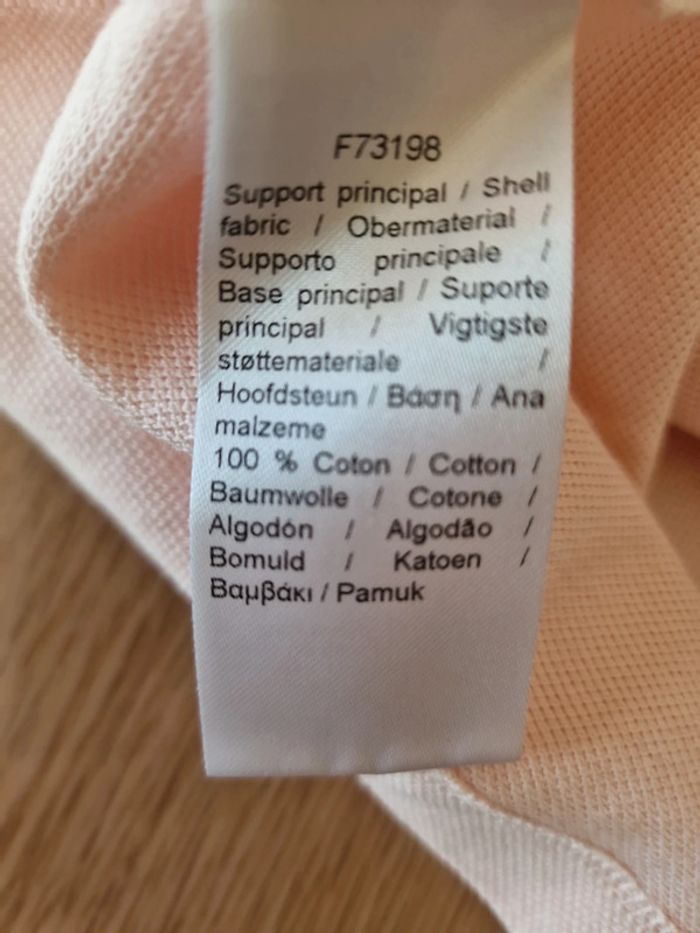 F73198
Support principal / Shell
fabric / Obermaterial /
Supporto principale /
Base principal / Suporte
principal / Vigtigste
støttemateriale /
Hoofdsteun / Βάση / Ana
malzeme
100 % Coton / Cotton /
Baumwolle / Cotone /
Algodón / Algodão /
Bomuld / Katoen /
Βαμβάκι / Pamuk